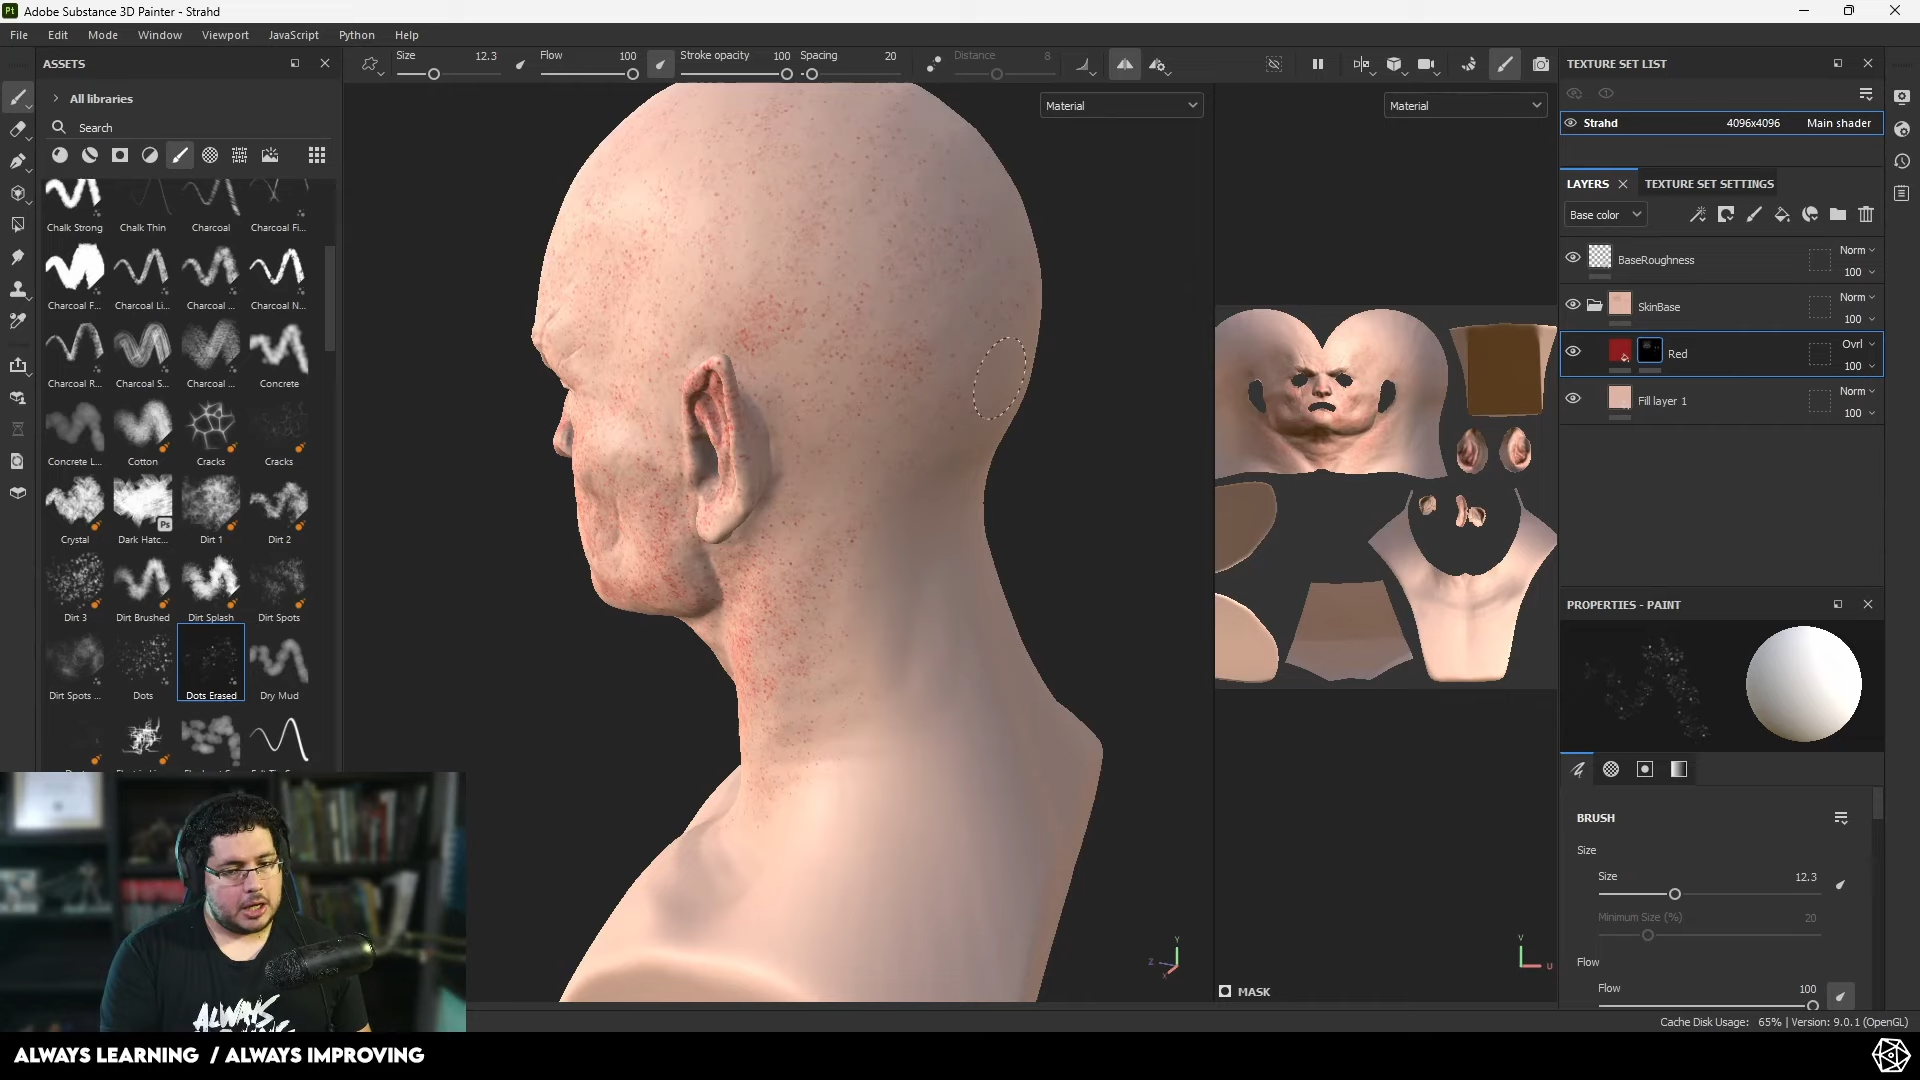 Pt Adobe Substance 3D Painter - Strahd
File Edit Mode Window Viewport JavaScript Python Help
ASSETS
All libraries
Search
Chalk Strong Chalk Thin Charcoal Charcoal Fi...
Charcoal F... Charcoal Li... Charcoal ... Charcoal N...
Charcoal R... Charcoal S... Charcoal ... Concrete
Concrete L... Cotton Cracks Cracks
Ps
Crystal Dark Hatc... Dirt 1 Dirt 2
Dirt 3 Dirt Brushed Dirt Splash Dirt Spots
Dirt Spots ... Dots Dots Erased Dry Mud
Size 12.3 Flow 100 Stroke opacity 100 Spacing 20 Distance 8
Material
Material
Y
Z
X
V
U
MASK
TEXTURE SET LIST
Strahd 4096x4096 Main shader
LAYERS TEXTURE SET SETTINGS
Base color
BaseRoughness Norm 100
SkinBase Norm 100
Red Ovrl 100
Fill layer 1 Norm 100
PROPERTIES - PAINT
BRUSH
Size
Size 12.3
Minimum Size (%) 20
Flow
Flow 100
Cache Disk Usage: 65% | Version: 9.0.1 (OpenGL)
ALWAYS
ALWAYS LEARNING / ALWAYS IMPROVING